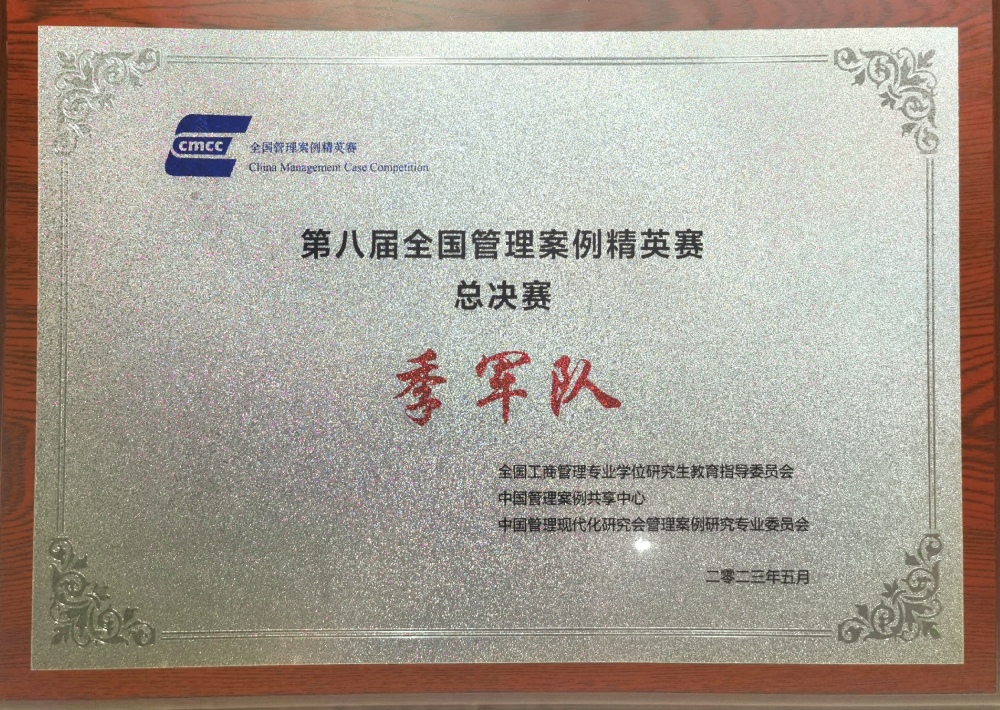 cmcc
全国管理案例精英赛
China Management Case Competition
第八届全国管理案例精英赛
总决赛
季军队
全国工商管理专业学位研究生教育指导委员会
中国管理案例共享中心
中国管理现代化研究会管理案例研究专业委员会
二零二三年五月